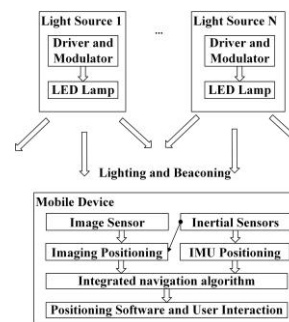 Light Source 1
...
Light Source N
Driver and
Modulator
Driver and
Modulator
LED Lamp
LED Lamp
Lighting and Beaconing
Mobile Device
Image Sensor
Inertial Sensors
Imaging Positioning
IMU Positioning
Integrated navigation algorithm
Positioning Software and User Interaction